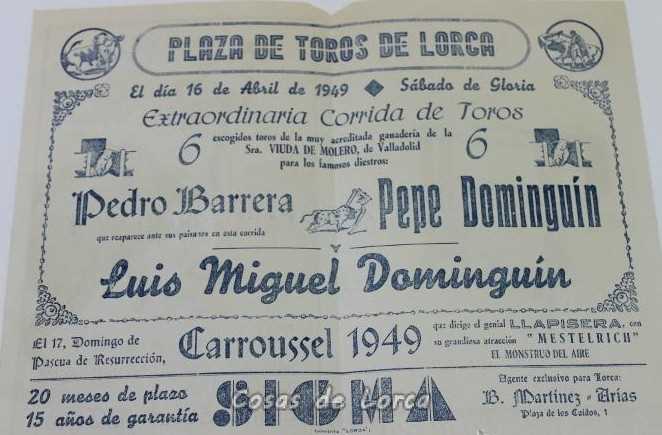 PLAZA DE TOROS DE LORCA
El día 16 de Abril de 1949 Sábado de Gloria
Extraordinaria Corrida de Toros
6 escogidos toros de la muy acreditada ganadería de la 6
Sra. VIUDA DE MOLERO, de Valladolid
para los famosos diestros:
Pedro Barrera Pepe Dominguín
que reaparece ante sus paisanos en esta corrida
Y
Luis Miguel Dominguín
El 17, Domingo de
Pascua de Resurrección,
Carroussel 1949
que dirige el genial LLAPISERA, con
su grandiosa atracción "MESTELRICH"
EL MONSTRUO DEL AIRE
20 meses de plazo
15 años de garantía
SIGMA
Cosas de Lorca
Agente exclusivo para Lorca:
B. Martínez Arias
Plaza de los Caídos, 1
Imprenta "LORCA"